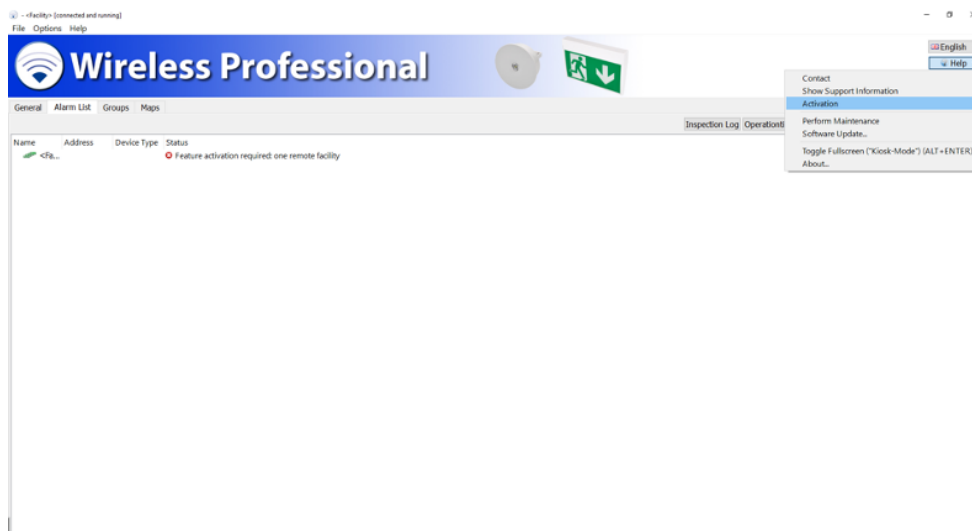 - <Facility> [connected and running]
File Options Help
Wireless Professional
English
Help
Contact
Show Support Information
Activation
Perform Maintenance
Software Update...
Toggle Fullscreen ("Kiosk-Mode") (ALT+ENTER)
About...
General Alarm List Groups Maps
Inspection Log Operationti
Name Address Device Type Status
<Fa... Feature activation required: one remote facility